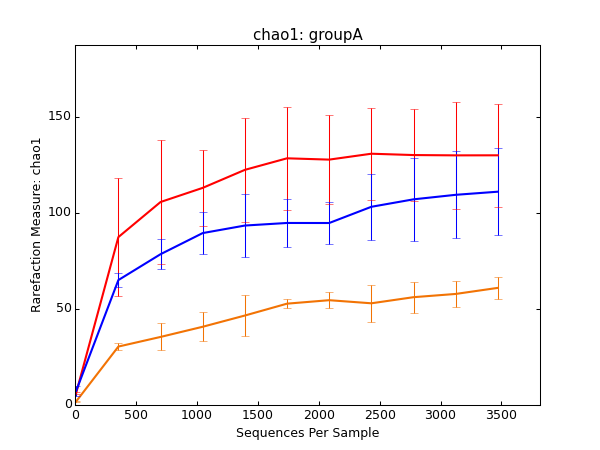 chao1: groupA
Rarefaction Measure: chao1
150
100
50
0
0 500 1000 1500 2000 2500 3000 3500
Sequences Per Sample